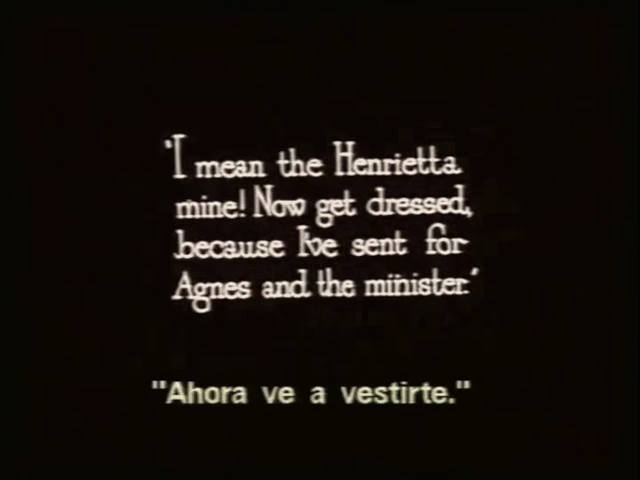 'I mean the Henrietta
mine! Now get dressed,
because I've sent for
Agnes and the minister.'
"Ahora ve a vestirte."